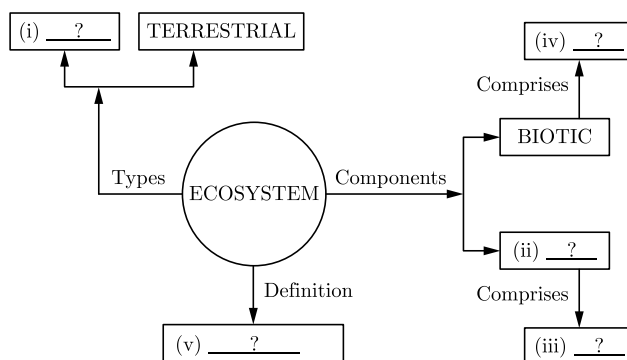 (i) ? TERRESTRIAL
(iv) ?
Comprises
BIOTIC
Types
ECOSYSTEM
Components
(ii) ?
Definition
Comprises
(v) ?
(iii) ?